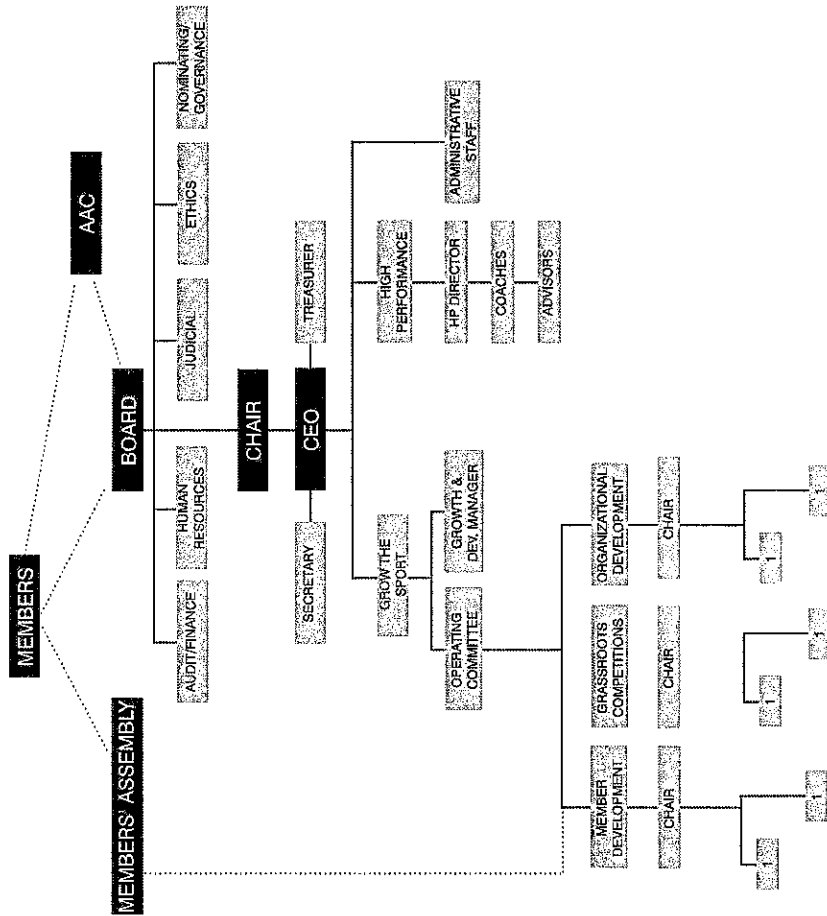 MEMBERS
AAC
MEMBERS' ASSEMBLY
BOARD
AUDIT/FINANCE
HUMAN
RESOURCES
JUDICIAL
ETHICS
NOMINATING/
GOVERNANCE
CHAIR
SECRETARY
CEO
TREASURER
GROW THE
SPORT
HIGH
PERFORMANCE
OPERATING
COMMITTEE
GROWTH &
DEV. MANAGER
HP DIRECTOR
ADMINISTRATIVE
STAFF
COACHES
ADVISORS
MEMBER
DEVELOPMENT
GRASSROOTS
COMPETITIONS
ORGANIZATIONAL
DEVELOPMENT
CHAIR
CHAIR
CHAIR
1
1
1
1
1
1